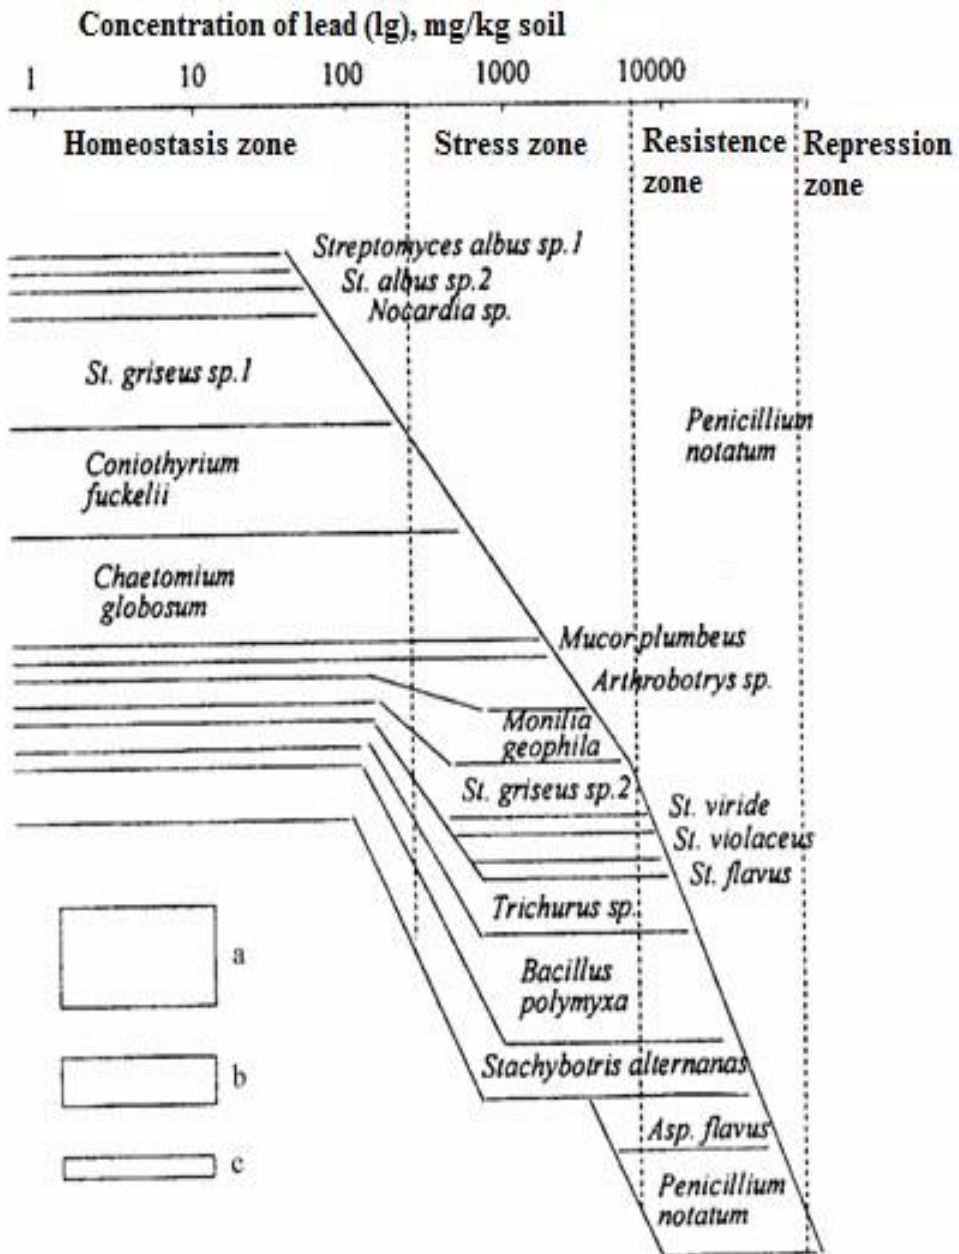 Concentration of lead (lg), mg/kg soil
1 10 100 1000 10000
Homeostasis zone Stress zone Resistence zone Repression zone
Streptomyces albus sp.1
St. albus sp.2
Nocardia sp.
St. griseus sp.1
Penicillium
notatum
Coniothyrium
fuckelii
Chaetomium
globosum
Mucor plumbeus
Arthrobotrys sp.
Monilia
geophila
St. griseus sp.2
St. viride
St. violaceus
St. flavus
Trichurus sp.
a
Bacillus
polymyxa
Stachybotris alternanas
b
Asp. flavus
c
Penicillium
notatum